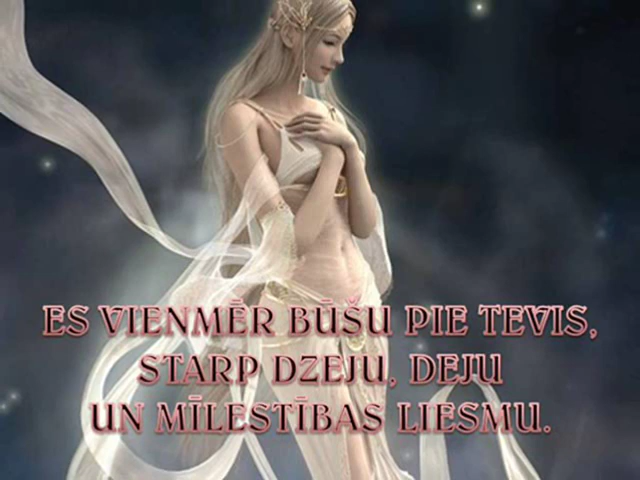 ES VIENMĒR BŪŠU PIE TEVIS,
STARP DZEJU, DEJU
UN MĪLESTĪBAS LIESMU.